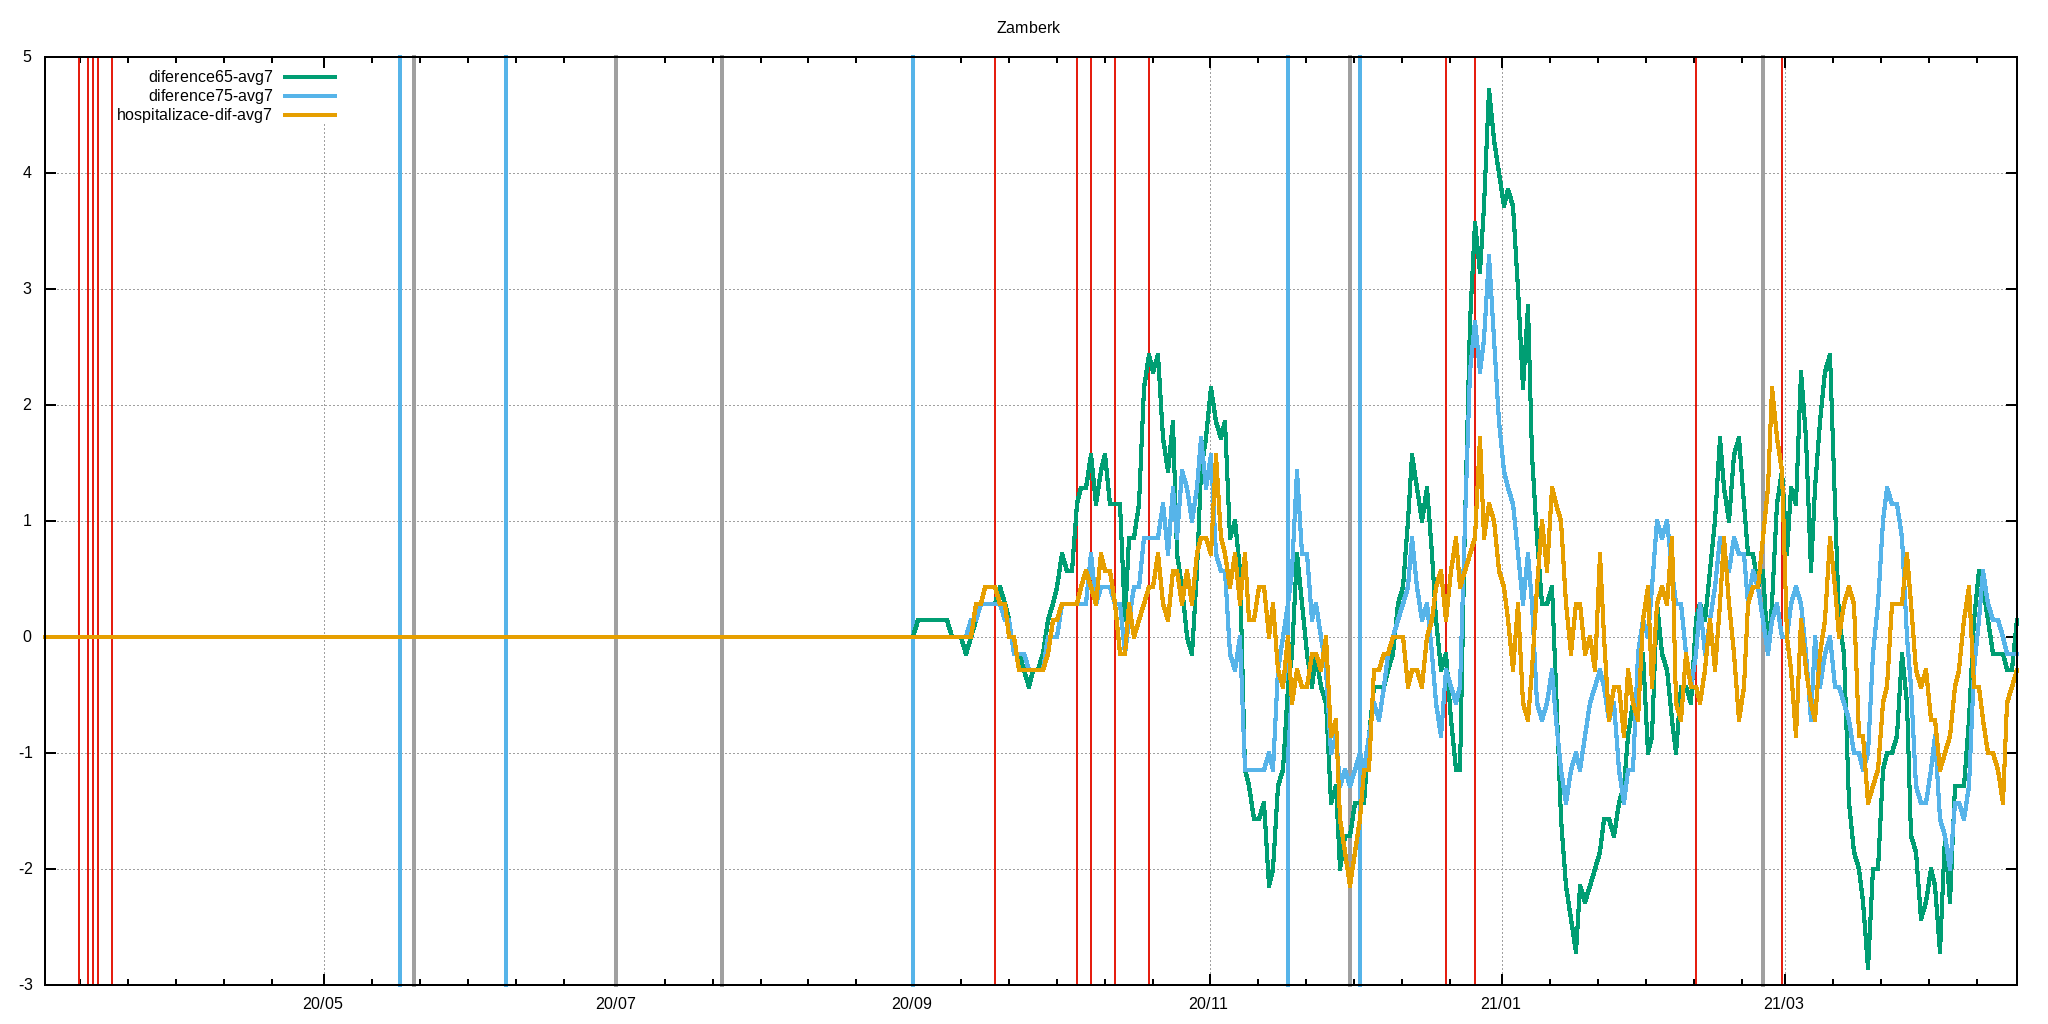 Zamberk
5
diference65-avg7
diference75-avg7
hospitalizace-dif-avg7
4
3
2
1
0
-1
-2
-3
20/05 20/07 20/09 20/11 21/01 21/03